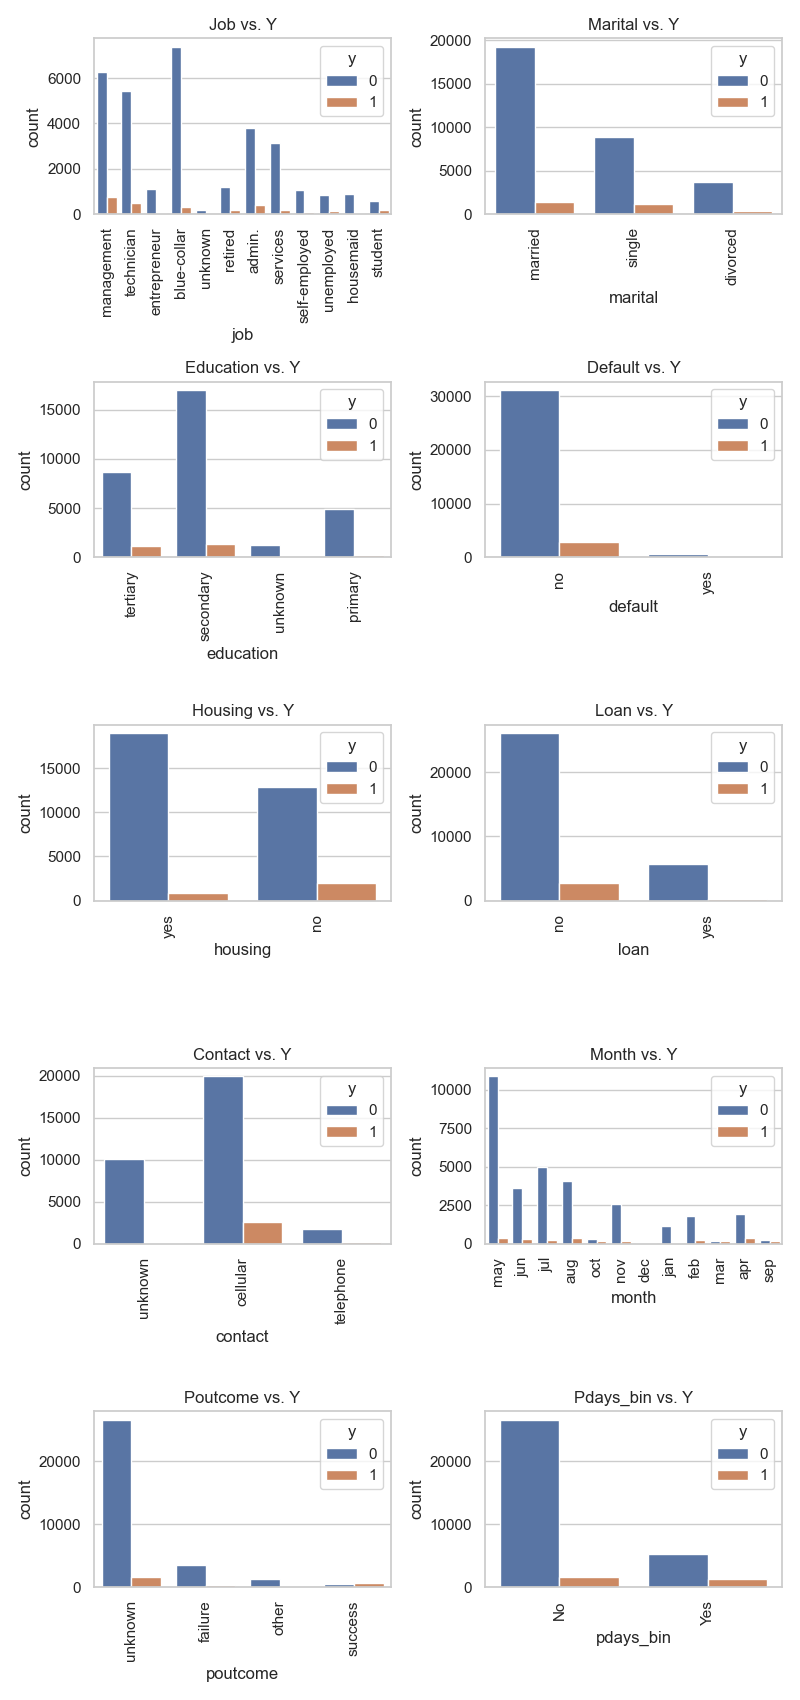 Job vs. Y
count
6000
4000
2000
0
y
0
1
management
technician
entrepreneur
blue-collar
unknown
retired
admin.
services
self-employed
unemployed
housemaid
student
job
Marital vs. Y
count
20000
15000
10000
5000
0
y
0
1
married
single
divorced
marital
Education vs. Y
count
15000
10000
5000
0
y
0
1
tertiary
secondary
unknown
primary
education
Default vs. Y
count
30000
20000
10000
0
y
0
1
no
yes
default
Housing vs. Y
count
15000
10000
5000
0
y
0
1
yes
no
housing
Loan vs. Y
count
20000
10000
0
y
0
1
no
yes
loan
Contact vs. Y
count
20000
15000
10000
5000
0
y
0
1
unknown
cellular
telephone
contact
Month vs. Y
count
10000
7500
5000
2500
0
y
0
1
may
jun
jul
aug
oct
nov
dec
jan
feb
mar
apr
sep
month
Poutcome vs. Y
count
20000
10000
0
y
0
1
unknown
failure
other
success
poutcome
Pdays_bin vs. Y
count
20000
10000
0
y
0
1
No
Yes
pdays_bin